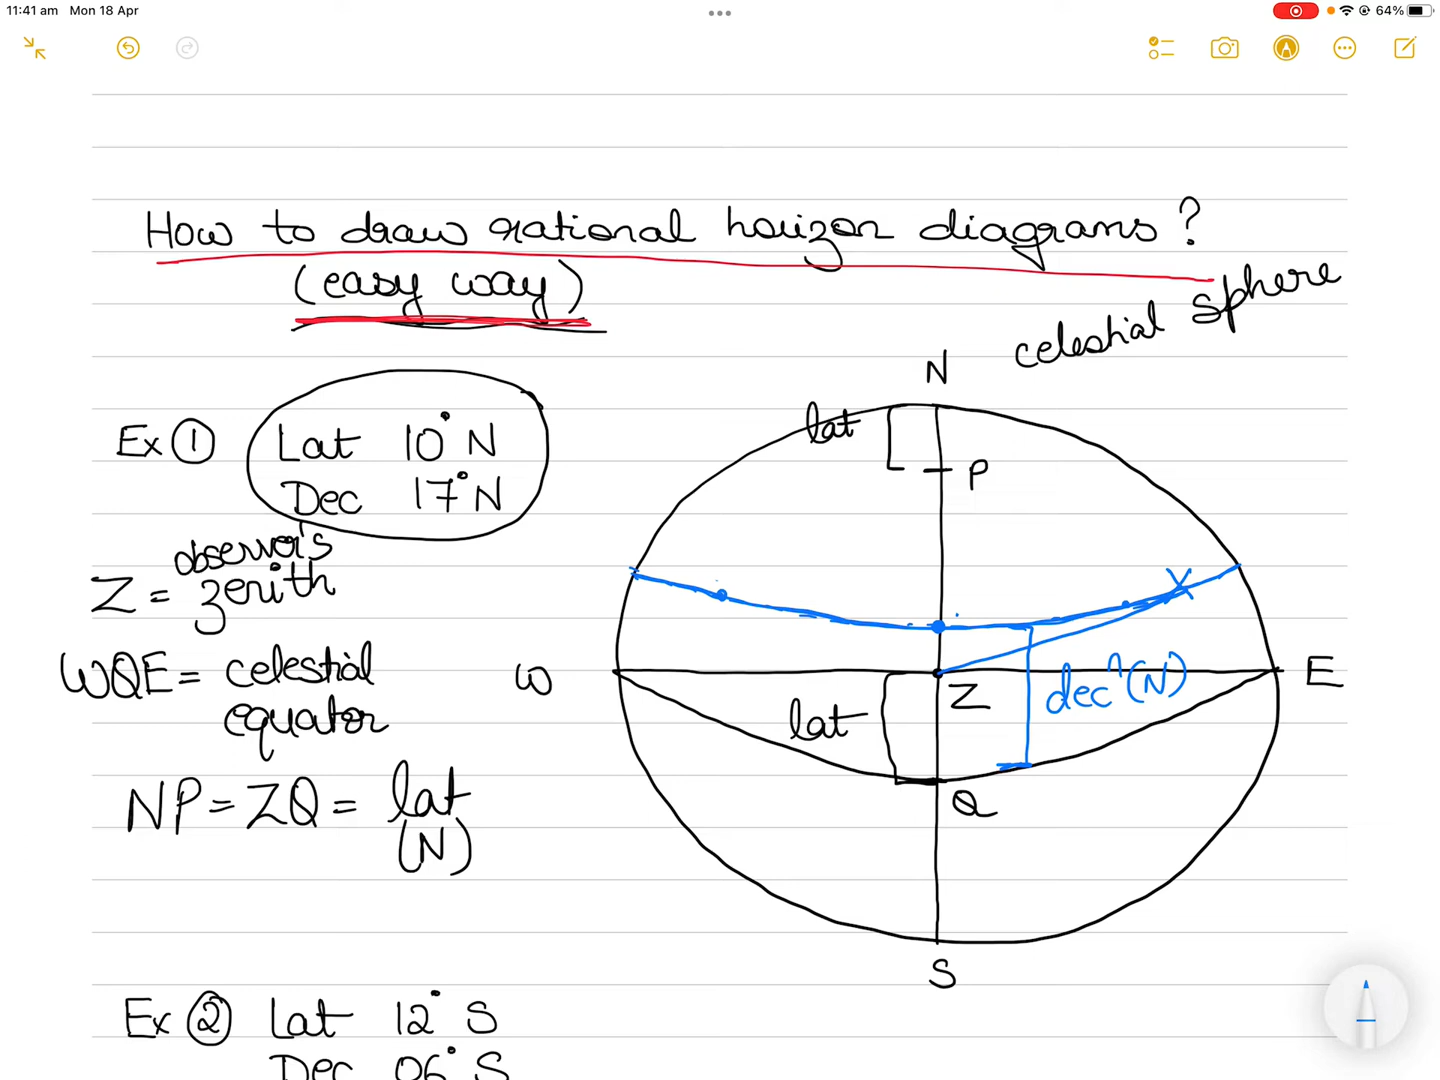 11:41 am Mon 18 Apr
64%
How to draw rational horizon diagrams?
(easy way)
celestial sphere
N
Ex ① Lat 10° N
Dec 17° N
lat
P
Z = observer's zenith
X
W
E
Z
decⁿ (N)
lat
Q
WQE = celestial
equator
NP = ZQ = lat
(N)
S
Ex ② Lat 12° S
Dec 06° S